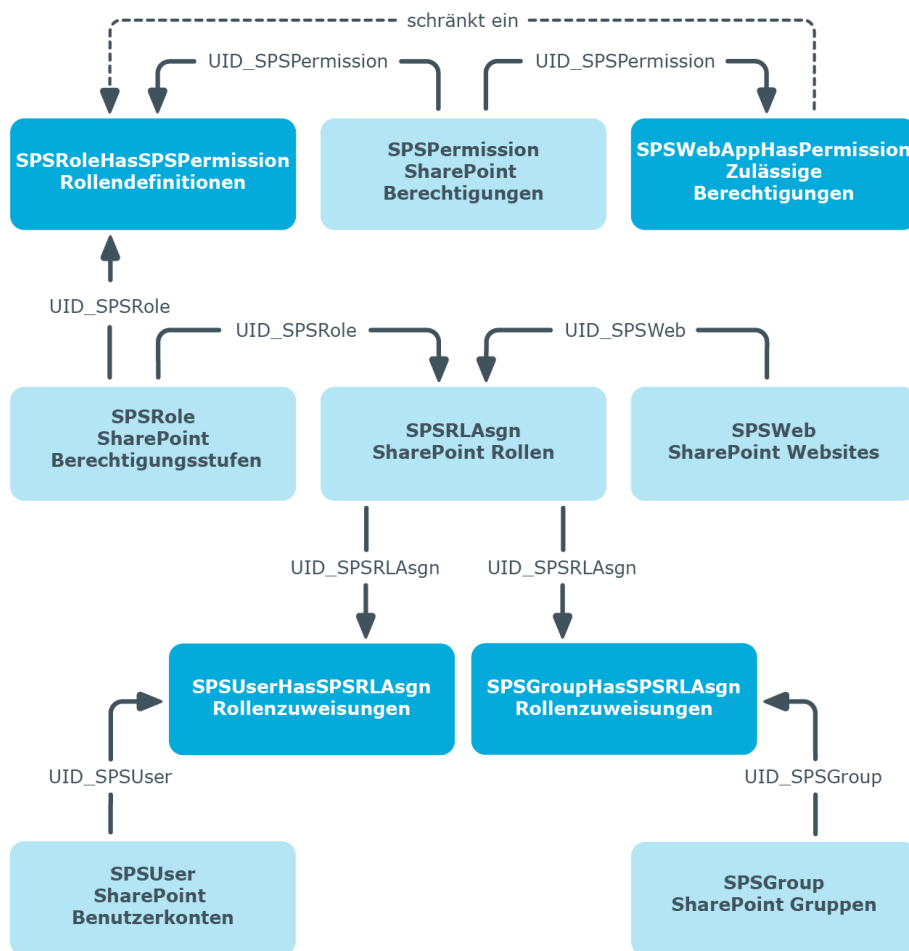 schränkt ein
UID_SPSPermission
UID_SPSPermission
SPSRoleHasSPSPermission
Rollendefinitionen
SPSPermission
SharePoint
Berechtigungen
SPSWebAppHasPermission
Zulässige
Berechtigungen
UID_SPSRole
UID_SPSRole
UID_SPSWeb
SPSRole
SharePoint
Berechtigungsstufen
SPSRLAsgn
SharePoint Rollen
SPSWeb
SharePoint Websites
UID_SPSRLAsgn
UID_SPSRLAsgn
SPSUserHasSPSRLAsgn
Rollenzuweisungen
SPSGroupHasSPSRLAsgn
Rollenzuweisungen
UID_SPSUser
UID_SPSGroup
SPSUser
SharePoint
Benutzerkonten
SPSGroup
SharePoint Gruppen